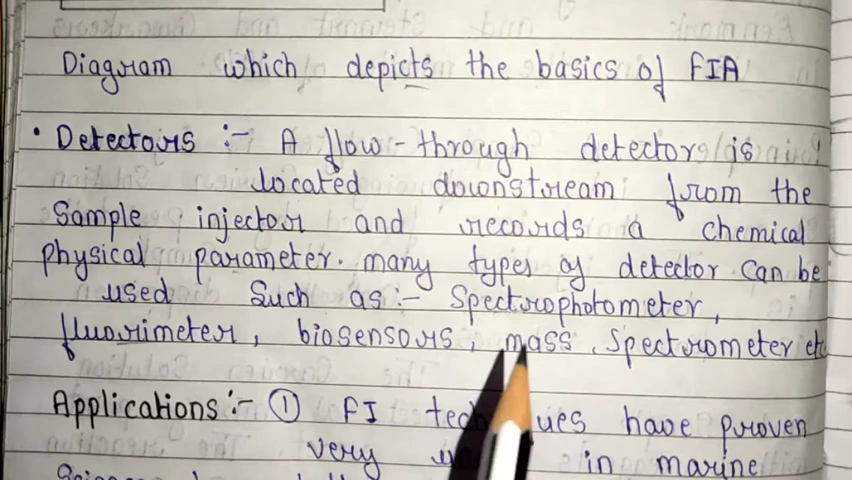 Diagram which depicts the basics of FIA
• Detectors :- A flow-through detector is
located downstream from the
Sample injector and records a chemical
physical parameter. many types of detector can be
used Such as :- Spectrophotometer,
fluorimeter, biosensors, mass spectrometer etc
Applications :- ① FI have proven
very in marine